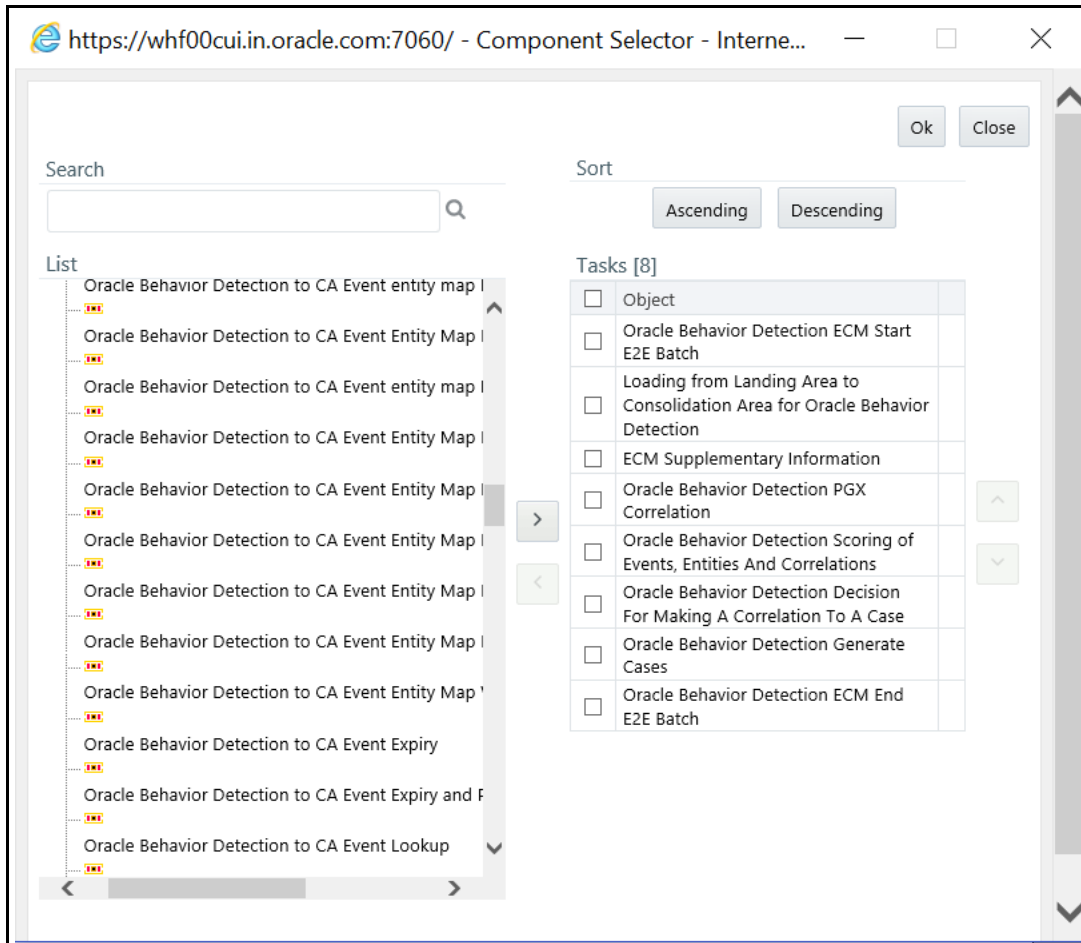 https://whf00cui.in.oracle.com:7060/ - Component Selector - Interne...
Ok
Close
Search
Sort
Ascending
Descending
List
Oracle Behavior Detection to CA Event entity map
Oracle Behavior Detection to CA Event Entity Map
Oracle Behavior Detection to CA Event entity map
Oracle Behavior Detection to CA Event Entity Map
Oracle Behavior Detection to CA Event Entity Map
Oracle Behavior Detection to CA Event Entity Map
Oracle Behavior Detection to CA Event Entity Map
Oracle Behavior Detection to CA Event Entity Map
Oracle Behavior Detection to CA Event Entity Map
Oracle Behavior Detection to CA Event Expiry
Oracle Behavior Detection to CA Event Expiry and
Oracle Behavior Detection to CA Event Lookup
Tasks [8]
Object
Oracle Behavior Detection ECM Start
E2E Batch
Loading from Landing Area to
Consolidation Area for Oracle Behavior
Detection
ECM Supplementary Information
Oracle Behavior Detection PGX
Correlation
Oracle Behavior Detection Scoring of
Events, Entities And Correlations
Oracle Behavior Detection Decision
For Making A Correlation To A Case
Oracle Behavior Detection Generate
Cases
Oracle Behavior Detection ECM End
E2E Batch